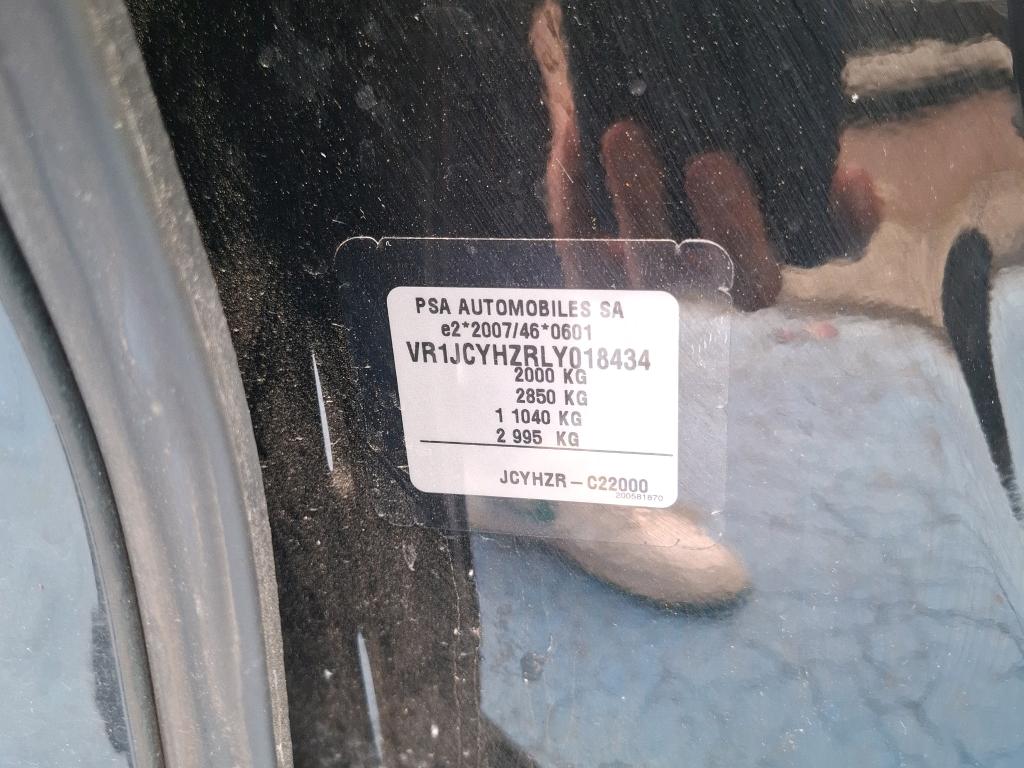 PSA AUTOMOBILES SA
e2*2007/46*0601
VR1JCYHZRLY018434
2000 KG
2850 KG
1 1040 KG
2 995 KG
JCYHZR – C22000
200581870